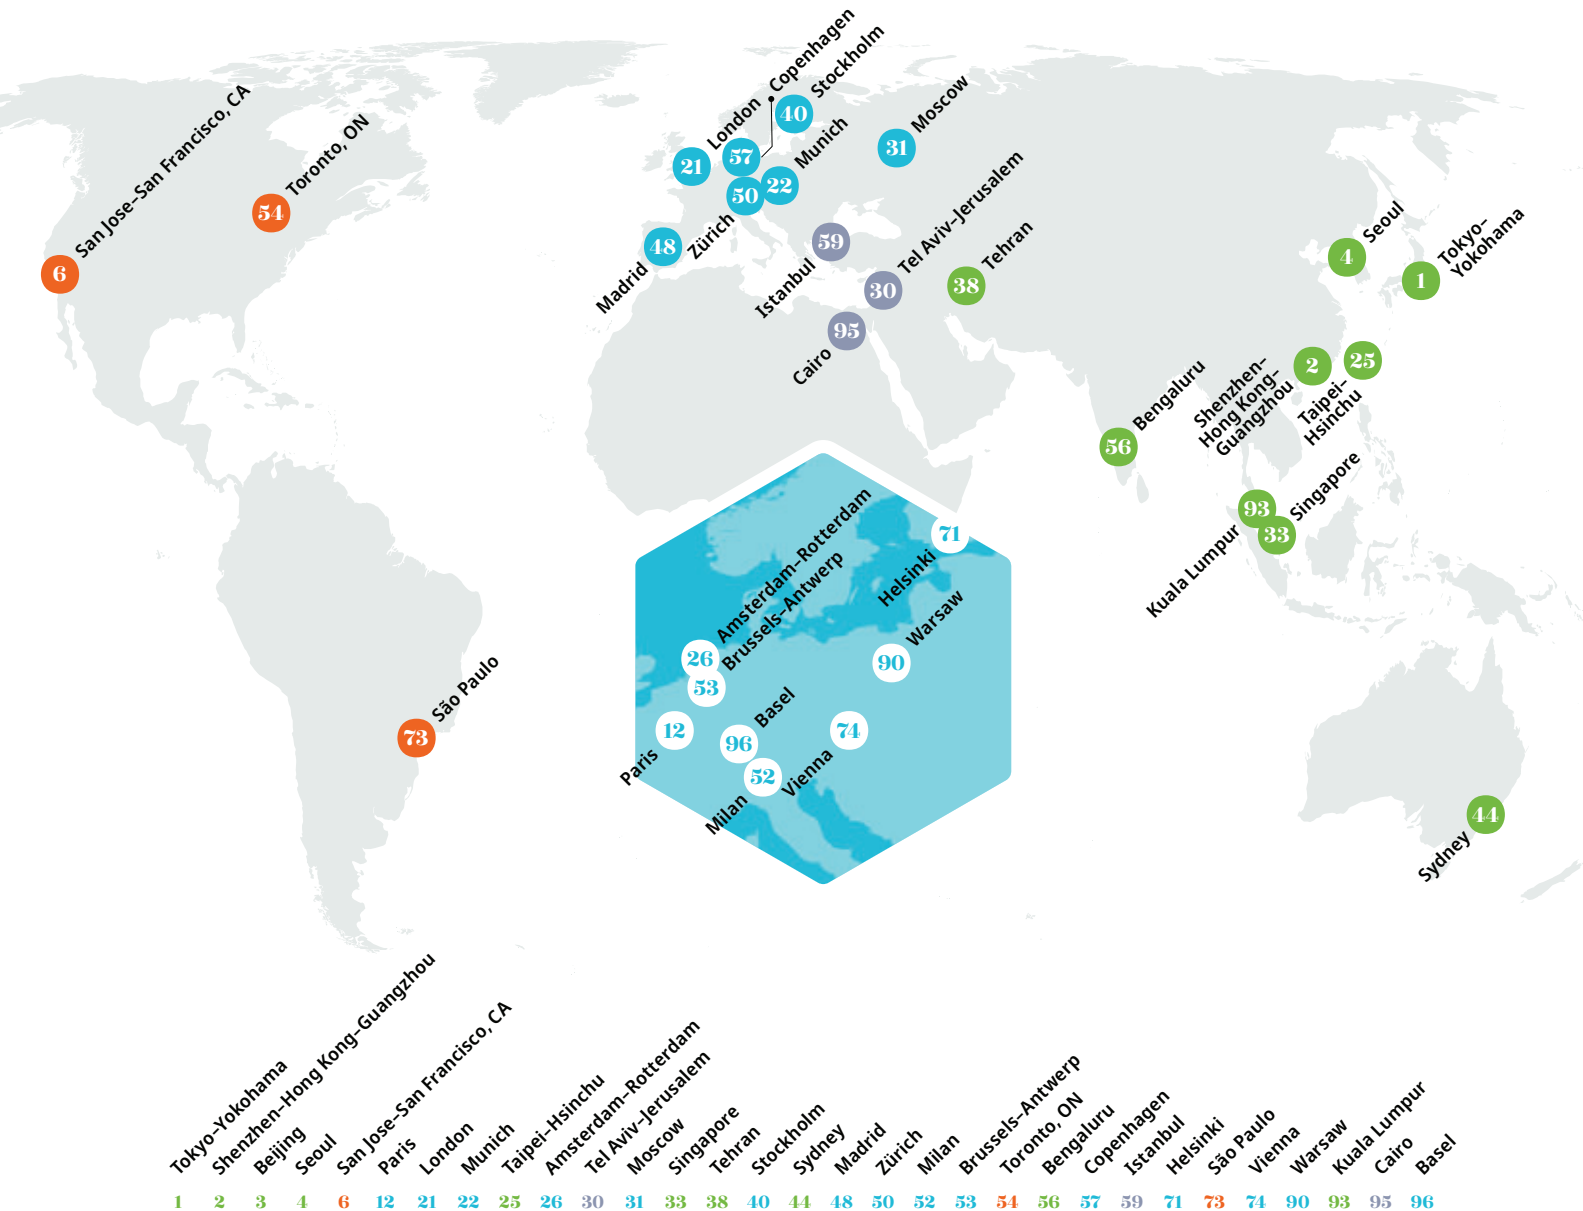 Copenhagen
Stockholm
London
Munich
Moscow
San Jose–San Francisco, CA
Toronto, ON
40
57
21
22
50
31
54
6
48
Zürich
Madrid
59
Istanbul
Tel Aviv–Jerusalem
30
Tehran
38
95
Cairo
Seoul
4
Tokyo–
Yokohama
1
2
Shenzhen–
Hong Kong–
Guangzhou
25
Taipei–
Hsinchu
Bengaluru
56
93
Singapore
33
Kuala Lumpur
71
Helsinki
Amsterdam–Rotterdam
Brussels–Antwerp
Warsaw
26
53
90
12
Paris
Basel
96
74
Vienna
52
Milan
São Paulo
73
44
Sydney
Tokyo–Yokohama
Shenzhen–Hong Kong–Guangzhou
Beijing
Seoul
San Jose–San Francisco, CA
Paris
London
Munich
Taipei–Hsinchu
Amsterdam–Rotterdam
Tel Aviv–Jerusalem
Moscow
Singapore
Tehran
Stockholm
Sydney
Madrid
Zürich
Milan
Brussels–Antwerp
Toronto, ON
Bengaluru
Copenhagen
Istanbul
Helsinki
São Paulo
Vienna
Warsaw
Kuala Lumpur
Cairo
Basel
1 2 3 4 6 12 21 22 25 26 30 31 33 38 40 44 48 50 52 53 54 56 57 59 71 73 74 90 93 95 96